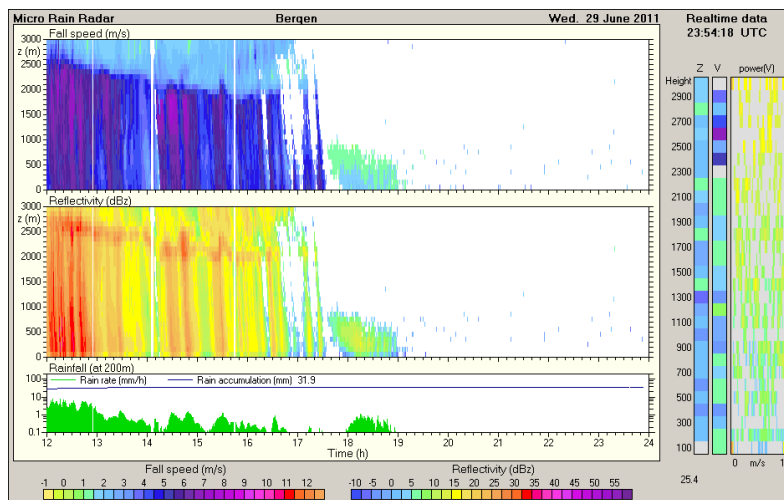 Micro Rain Radar Bergen Wed. 29 June 2011 Realtime data
23:54:18 UTC
Fall speed (m/s)
3000
z (m)
2500
2000
1500
1000
500
0
Reflectivity (dBz)
3000
z (m)
2500
2000
1500
1000
500
0
Rainfall (at 200m)
100 Rain rate (mm/h) Rain accumulation (mm) 31.9
10
1
0.1
12 13 14 15 16 17 18 19 20 21 22 23 24
Time (h)
Fall speed (m/s) Reflectivity (dBz)
-1 0 1 2 3 4 5 6 7 8 9 10 11 12
-10 -5 0 5 10 15 20 25 30 35 40 45 50 55
Z V power(V)
Height
2900
2700
2500
2300
2100
1900
1700
1500
1300
1100
900
700
500
300
100
0 m/s
25.4